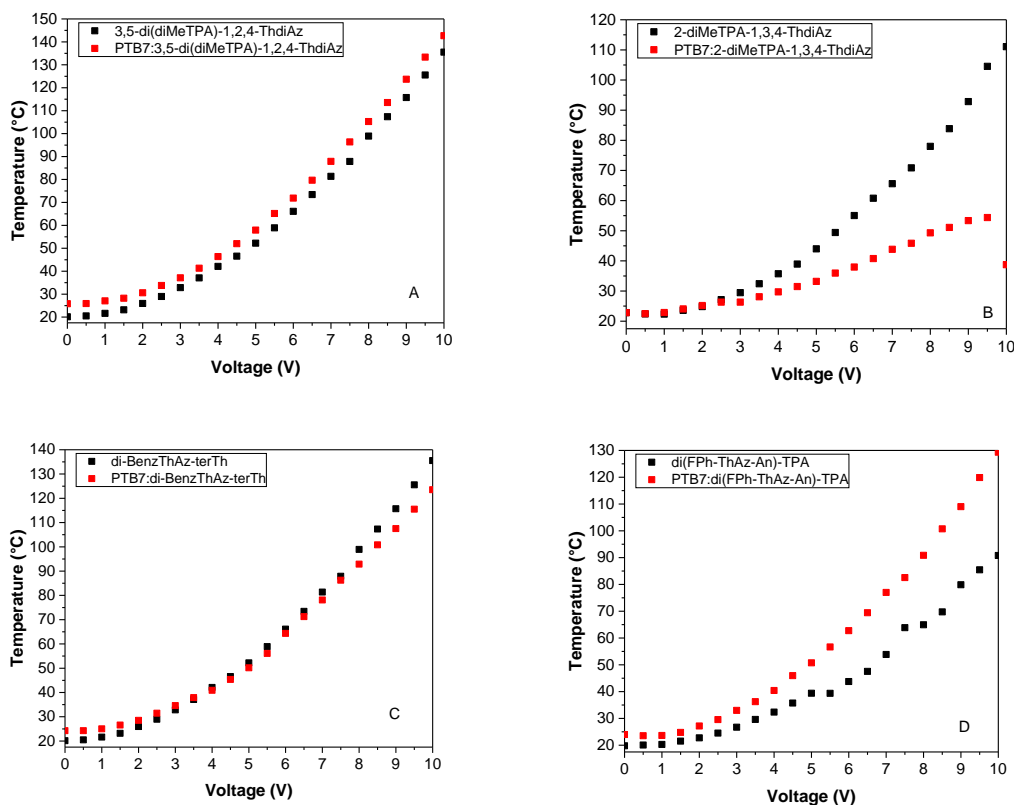 3,5-di(diMeTPA)-1,2,4-ThdiAz
PTB7:3,5-di(diMeTPA)-1,2,4-ThdiAz
150
140
130
120
110
100
90
80
70
60
50
40
30
20
Temperature (°C)
A
0 1 2 3 4 5 6 7 8 9 10
Voltage (V)
2-diMeTPA-1,3,4-ThdiAz
PTB7:2-diMeTPA-1,3,4-ThdiAz
120
110
100
90
80
70
60
50
40
30
20
Temperature (°C)
B
0 1 2 3 4 5 6 7 8 9 10
Voltage (V)
di-BenzThAz-terTh
PTB7:di-BenzThAz-terTh
140
130
120
110
100
90
80
70
60
50
40
30
20
Temperature (°C)
C
0 1 2 3 4 5 6 7 8 9 10
Voltage (V)
di(FPh-ThAz-An)-TPA
PTB7:di(FPh-ThAz-An)-TPA
130
120
110
100
90
80
70
60
50
40
30
20
Temperature (°C)
D
0 1 2 3 4 5 6 7 8 9 10
Voltage (V)